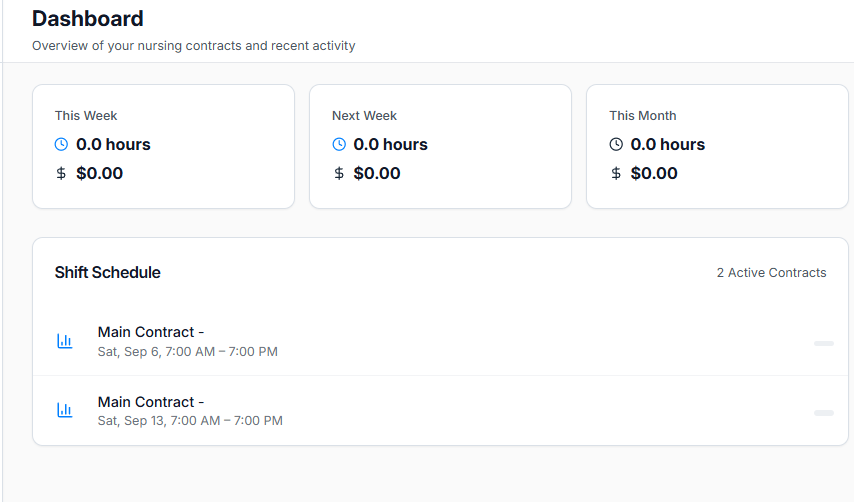 Dashboard
Overview of your nursing contracts and recent activity
This Week
0.0 hours
$ $0.00
Next Week
0.0 hours
$ $0.00
This Month
0.0 hours
$ $0.00
Shift Schedule
2 Active Contracts
Main Contract -
Sat, Sep 6, 7:00 AM – 7:00 PM
Main Contract -
Sat, Sep 13, 7:00 AM – 7:00 PM